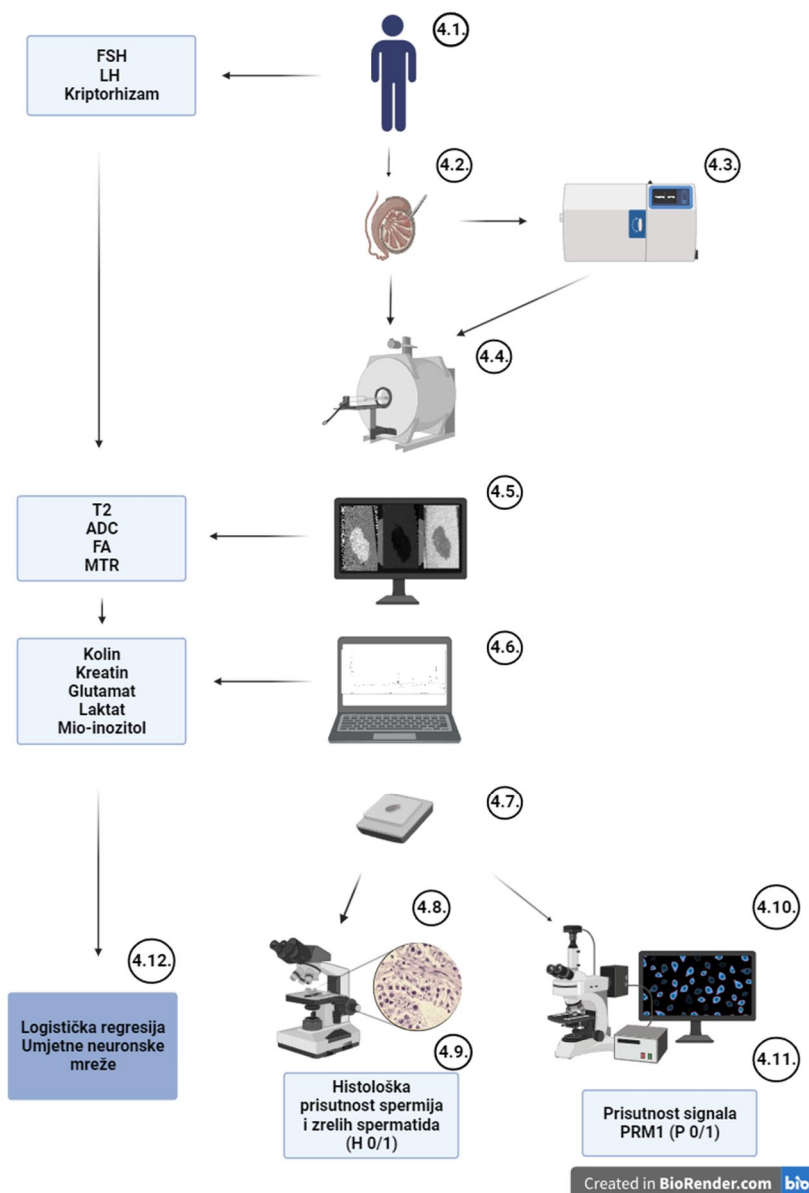 4.1.
FSH
LH
Kriptorhizam
4.2.
4.3.
4.4.
4.5.
T2
ADC
FA
MTR
4.6.
Kolin
Kreatin
Glutamat
Laktat
Mio-inozitol
4.7.
4.8.
4.10.
4.12.
Logistička regresija
Umjetne neuronske
mreže
4.9.
4.11.
Histološka
prisutnost spermija
i zrelih spermatida
(H 0/1)
Prisutnost signala
PRM1 (P 0/1)
Created in BioRender.com bio